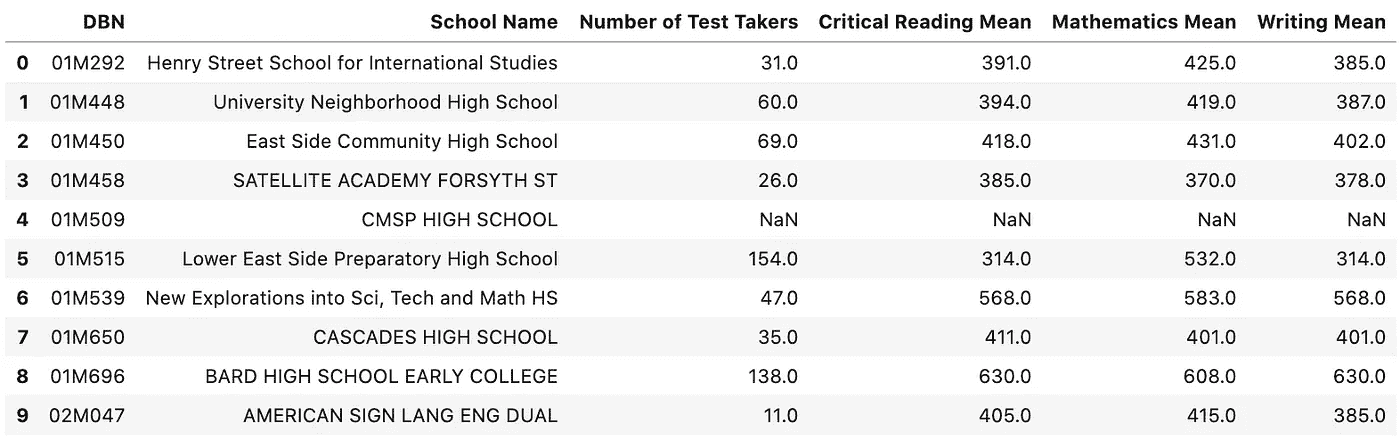 DBN School Name Number of Test Takers Critical Reading Mean Mathematics Mean Writing Mean
0 01M292 Henry Street School for International Studies 31.0 391.0 425.0 385.0
1 01M448 University Neighborhood High School 60.0 394.0 419.0 387.0
2 01M450 East Side Community High School 69.0 418.0 431.0 402.0
3 01M458 SATELLITE ACADEMY FORSYTH ST 26.0 385.0 370.0 378.0
4 01M509 CMSP HIGH SCHOOL NaN NaN NaN NaN
5 01M515 Lower East Side Preparatory High School 154.0 314.0 532.0 314.0
6 01M539 New Explorations into Sci, Tech and Math HS 47.0 568.0 583.0 568.0
7 01M650 CASCADES HIGH SCHOOL 35.0 411.0 401.0 401.0
8 01M696 BARD HIGH SCHOOL EARLY COLLEGE 138.0 630.0 608.0 630.0
9 02M047 AMERICAN SIGN LANG ENG DUAL 11.0 405.0 415.0 385.0